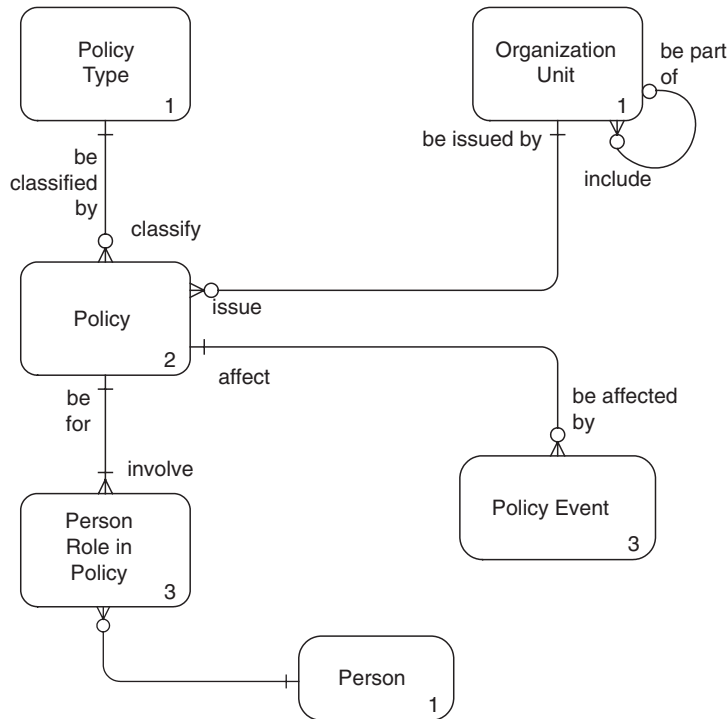 Policy
Type
1
Organization
Unit
1
be part
of
include
be issued by
be
classified
by
classify
Policy
2
issue
affect
be affected
by
be
for
involve
Policy Event
3
Person
Role in
Policy
3
Person
1